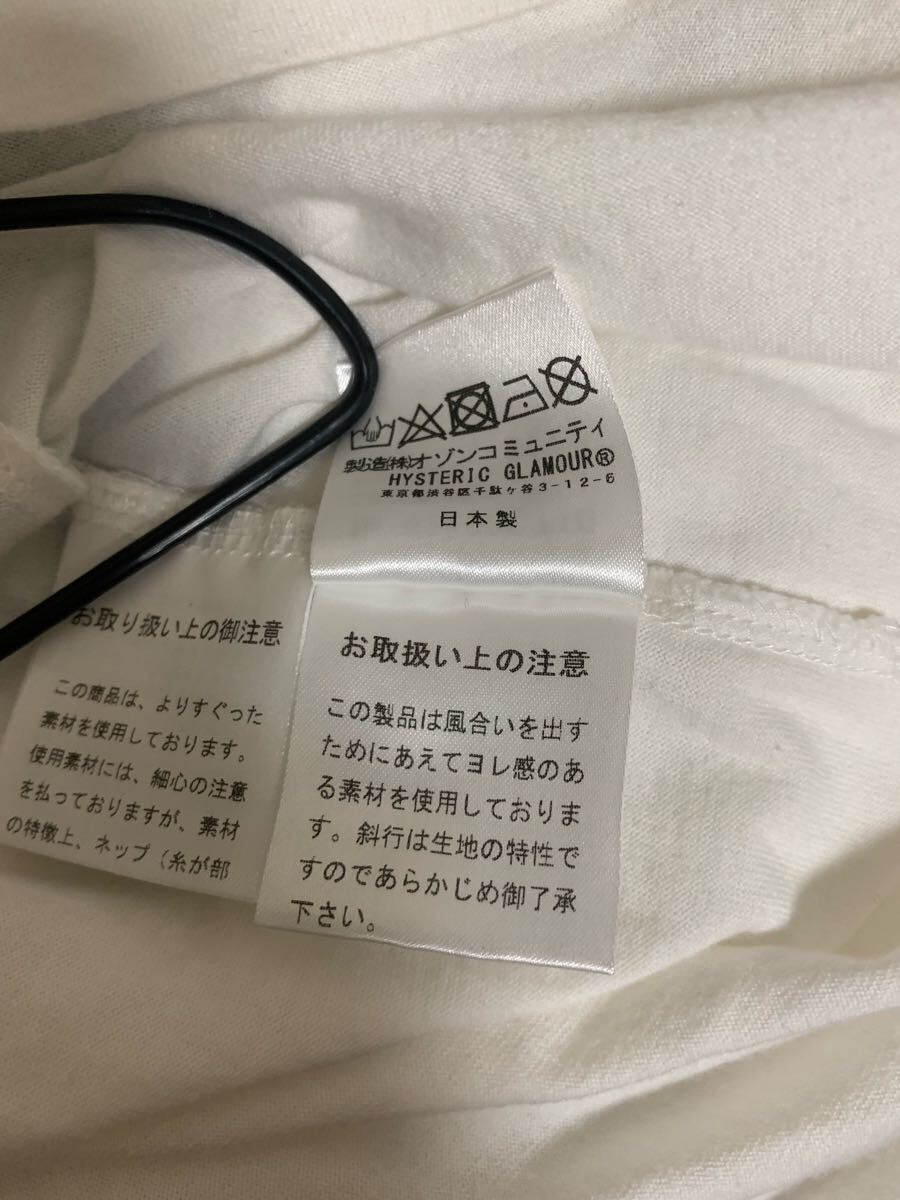 製造(株)オゾンコミュニティ
HYSTERIC GLAMOUR®
東京都渋谷区千駄ヶ谷3-12-6
日本製
お取扱い上の注意
この製品は風合いを出す
ためにあえてヨレ感のあ
る素材を使用しておりま
す。斜行は生地の特性で
すのであらかじめ御了承
下さい。
お取り扱い上の御注意
この商品は、よりすぐった
素材を使用しております。
使用素材には、細心の注意
を払っておりますが、素材
の特徴上、ネップ(糸が部